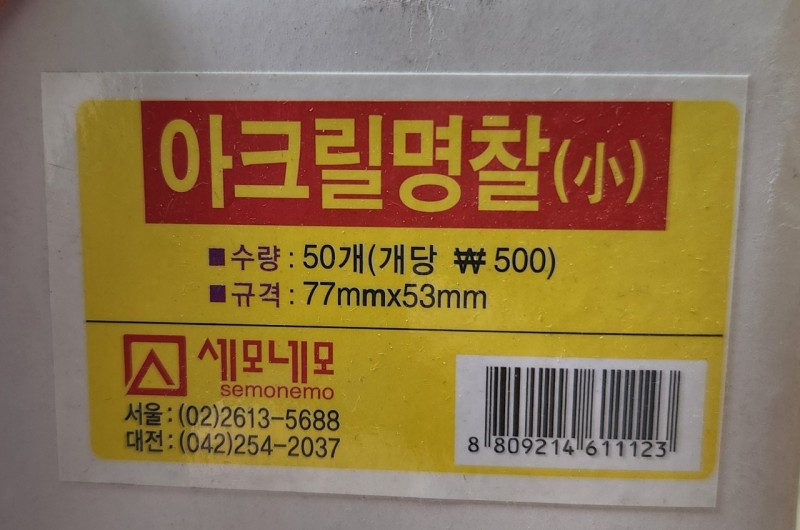 아크릴명찰(小)
■수량 : 50개(개당 ₩500)
■규격 : 77mmx53mm
세모네모
semonemo
서울 : (02)2613-5688
대전 : (042)254-2037
8 809214 611123